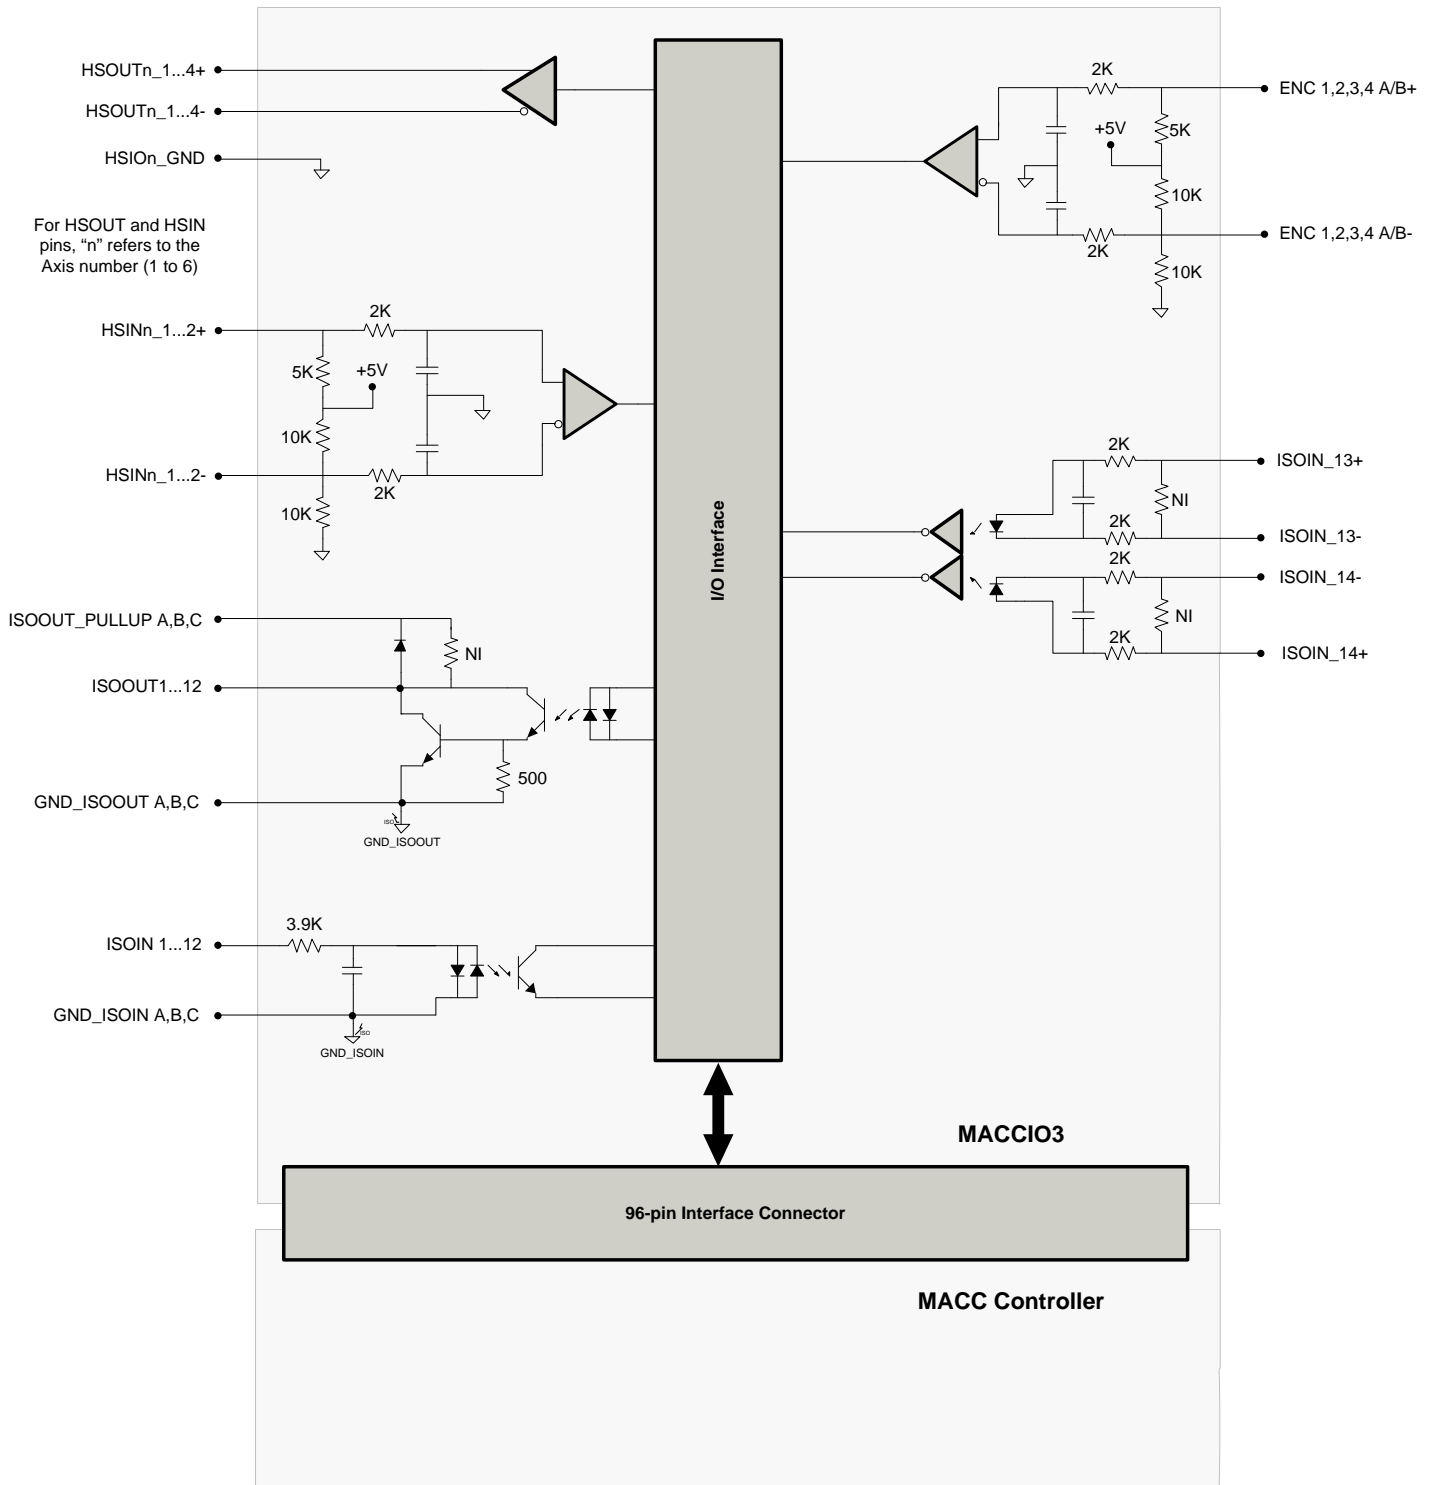 HSOUTn_1...4+
HSOUTn_1...4-
HSIOn_GND
For HSOUT and HSIN
pins, “n” refers to the
Axis number (1 to 6)
HSINn_1...2+
2K
5K
+5V
10K
HSINn_1...2-
2K
10K
ISOOUT_PULLUP A,B,C
NI
ISOOUT1...12
500
GND_ISOOUT A,B,C
ISO
GND_ISOOUT
3.9K
ISOIN 1...12
GND_ISOIN A,B,C
ISO
GND_ISOIN
I/O Interface
2K
ENC 1,2,3,4 A/B+
+5V
5K
10K
ENC 1,2,3,4 A/B-
2K
10K
2K
ISOIN_13+
NI
2K
ISOIN_13-
2K
ISOIN_14-
NI
2K
ISOIN_14+
MACCIO3
96-pin Interface Connector
MACC Controller